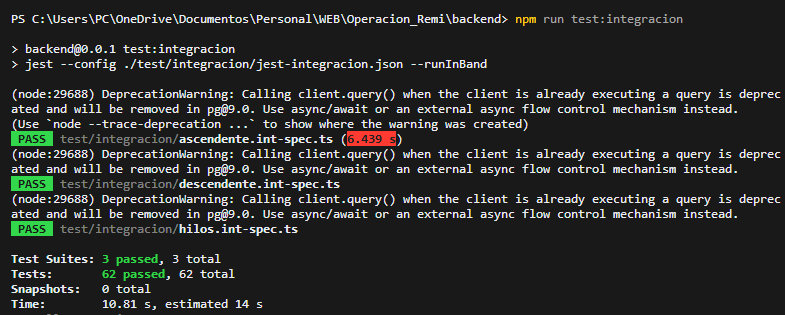 PS C:\Users\PC\OneDrive\Documentos\Personal\WEB\Operacion_Remi\backend> npm run test:integracion
> backend@0.0.1 test:integracion
> jest --config ./test/integracion/jest-integracion.json --runInBand
(node:29688) DeprecationWarning: Calling client.query() when the client is already executing a query is deprec
ated and will be removed in pg@9.0. Use async/await or an external async flow control mechanism instead.
(Use `node --trace-deprecation ...` to show where the warning was created)
PASS test/integracion/ascendente.int-spec.ts (6.439 s)
(node:29688) DeprecationWarning: Calling client.query() when the client is already executing a query is deprec
ated and will be removed in pg@9.0. Use async/await or an external async flow control mechanism instead.
PASS test/integracion/descendente.int-spec.ts
(node:29688) DeprecationWarning: Calling client.query() when the client is already executing a query is deprec
ated and will be removed in pg@9.0. Use async/await or an external async flow control mechanism instead.
PASS test/integracion/hilos.int-spec.ts
Test Suites: 3 passed, 3 total
Tests: 62 passed, 62 total
Snapshots: 0 total
Time: 10.81 s, estimated 14 s